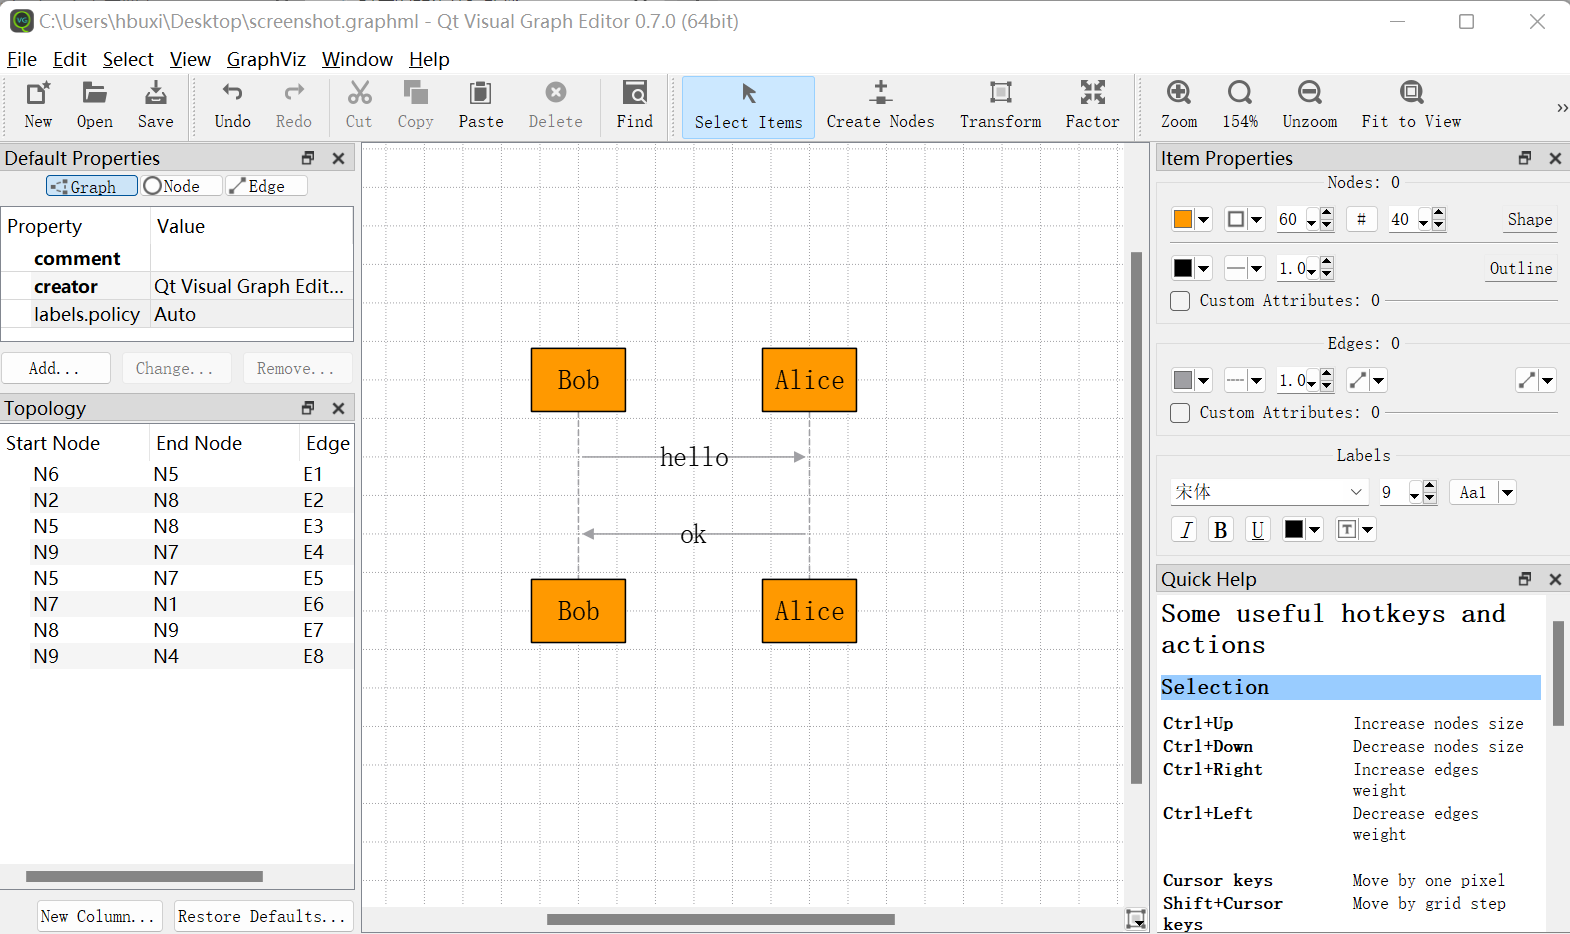 C:\Users\hbuxi\Desktop\screenshot.graphml - Qt Visual Graph Editor 0.7.0 (64bit)
File Edit Select View GraphViz Window Help
New Open Save Undo Redo Cut Copy Paste Delete Find Select Items Create Nodes Transform Factor Zoom 154% Unzoom Fit to View »
Default Properties
Graph Node Edge
Property Value
comment
creator Qt Visual Graph Edit...
labels.policy Auto
Add... Change... Remove...
Topology
Start Node End Node Edge
N6 N5 E1
N2 N8 E2
N5 N8 E3
N9 N7 E4
N5 N7 E5
N7 N1 E6
N8 N9 E7
N9 N4 E8
New Column... Restore Defaults...
Bob Alice
hello
ok
Bob Alice
Item Properties
Nodes: 0
60 # 40 Shape
1.0 Outline
Custom Attributes: 0
Edges: 0
1.0
Custom Attributes: 0
Labels
宋体 9 Aa1
I B U T
Quick Help
Some useful hotkeys and
actions
Selection
Ctrl+Up Increase nodes size
Ctrl+Down Decrease nodes size
Ctrl+Right Increase edges
weight
Ctrl+Left Decrease edges
weight
Cursor keys Move by one pixel
Shift+Cursor Move by grid step
keys